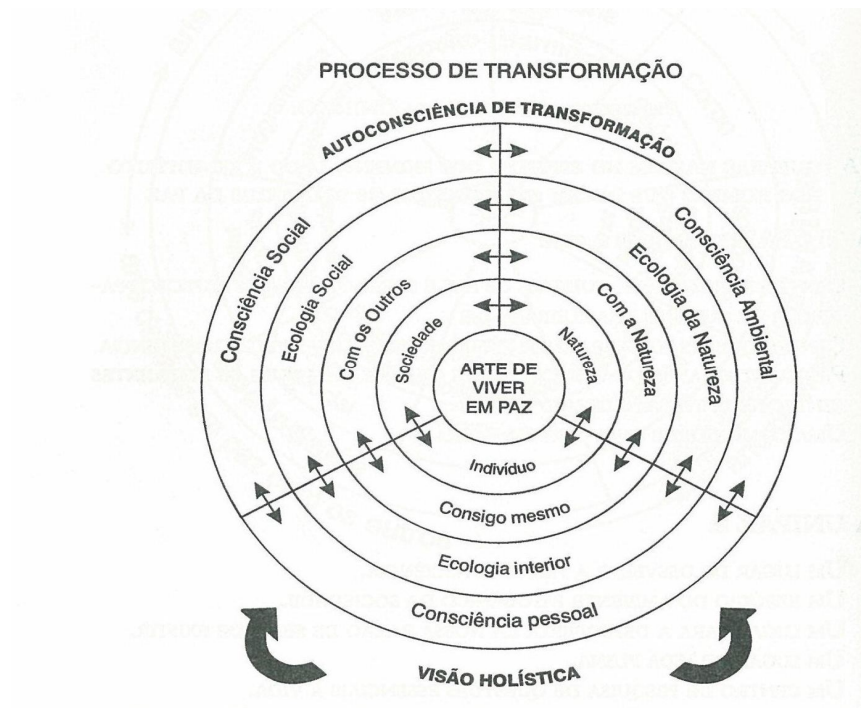 PROCESSO DE TRANSFORMAÇÃO
AUTOCONSCIÊNCIA DE TRANSFORMAÇÃO
Consciência Social
Ecologia Social
Com os Outros
Sociedade
Natureza
Com a Natureza
Ecologia da Natureza
Consciência Ambiental
ARTE DE
VIVER
EM PAZ
Indivíduo
Consigo mesmo
Ecologia interior
Consciência pessoal
VISÃO HOLÍSTICA